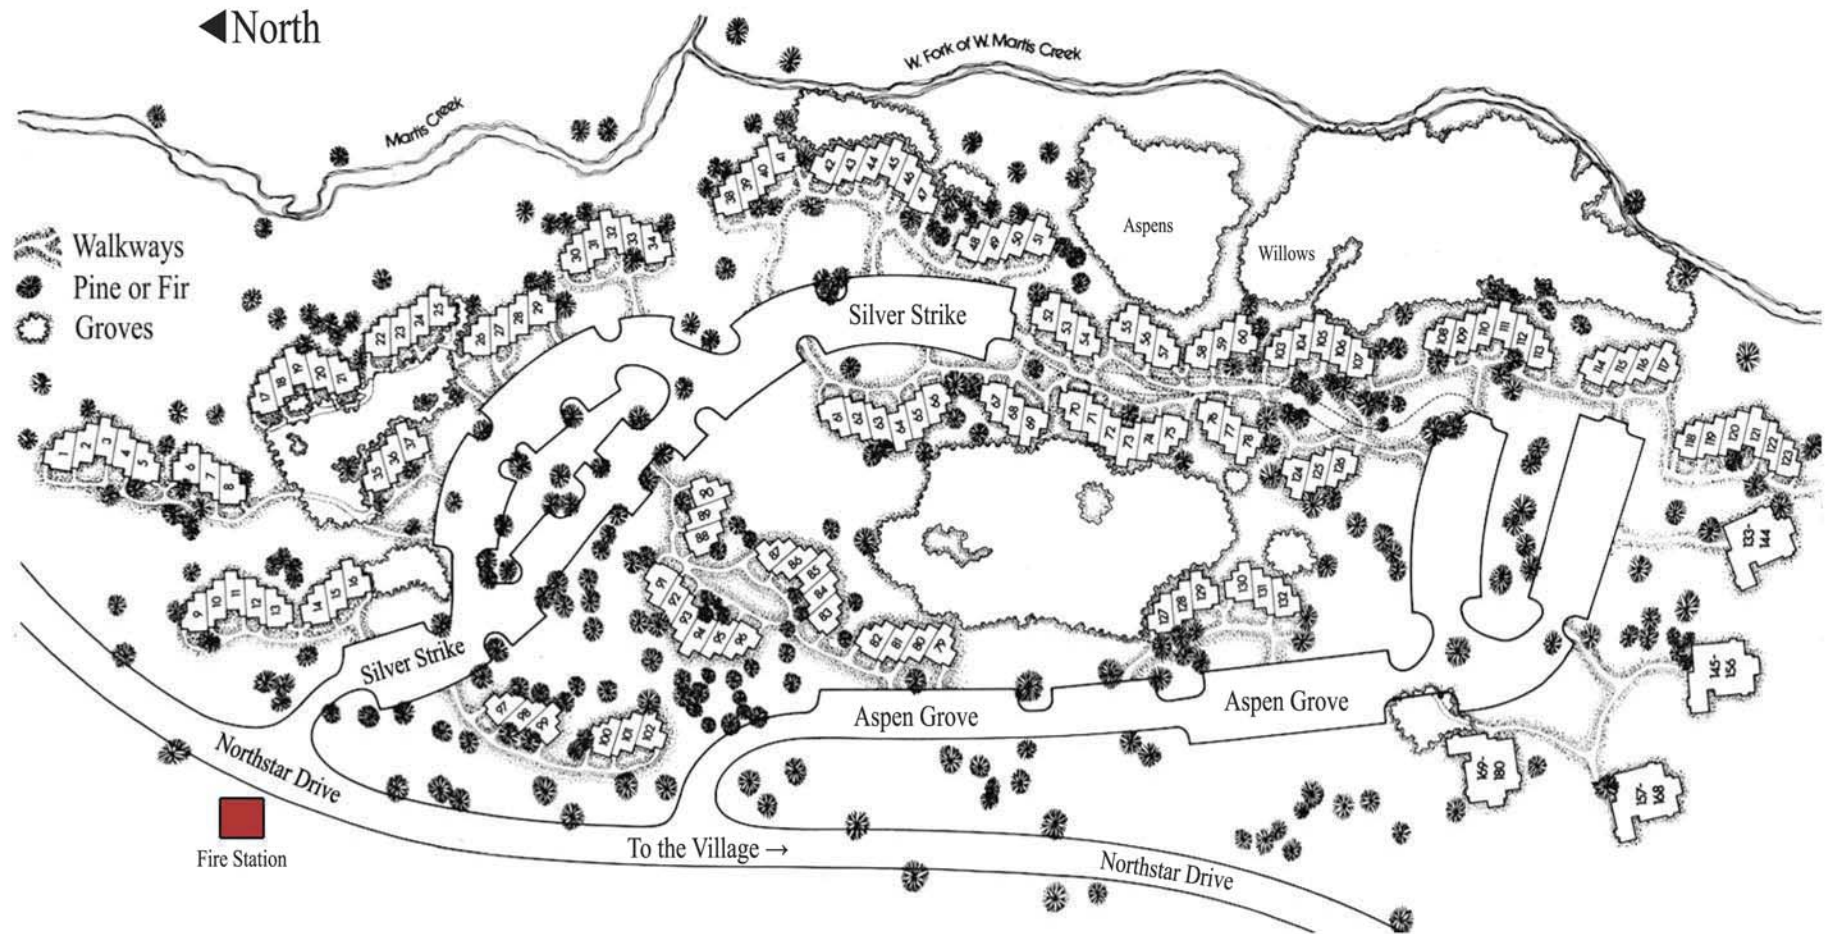 North
W. Fork of W. Martis Creek
Martis Creek
Walkways
Pine or Fir
Groves
Aspens
Willows
Silver Strike
38 39 40 41
42 43 44 45 46 47
48 49 50 51
30 31 32 33 34
22 23 24 25
26 27 28 29
17 18 19 20 21
35 36 37
1 2 3 4 5
6 7 8
52 53 54
55 56 57
58 59 60
103 104 105 106 107
108 109 110 111 112 113
114 115 116 117
118 119 120 121 122 123
61 62 63 64 65 66
67 68 69
70 71 72 73 74 75
76 77 78
124 125 126
90
89
88
87 86 85 84 83
91 92 93 94 95 96
82 81 80 79
127 128 129
130 131 132
133-
144
145-
156
157-
168
169-
180
9 10 11 12 13
14 15 16
Silver Strike
97 98 99
100 101 102
Aspen Grove
Aspen Grove
Northstar Drive
Fire Station
To the Village →
Northstar Drive